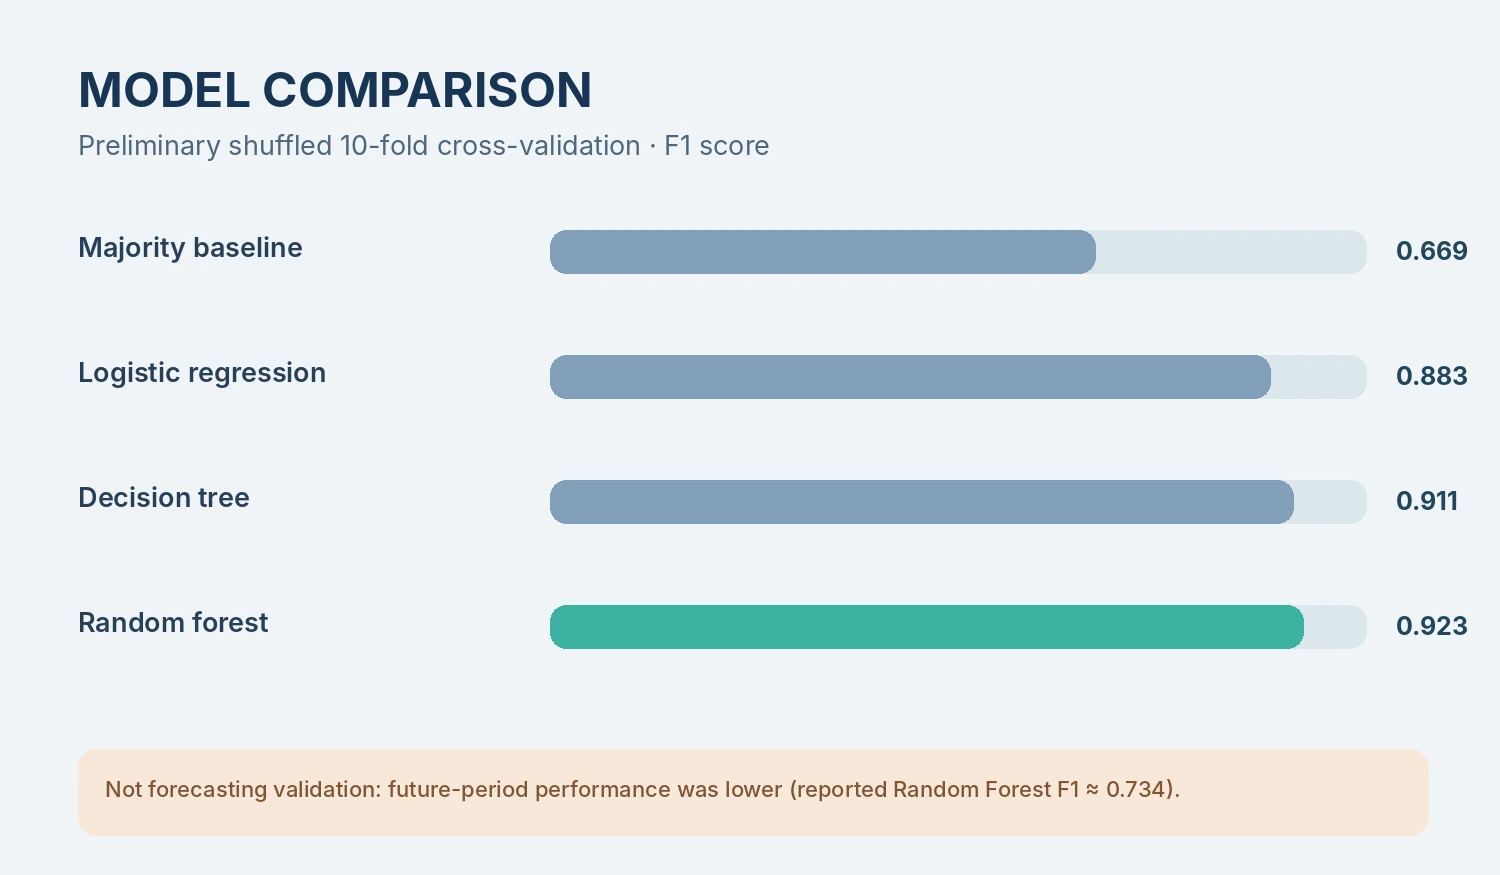 MODEL COMPARISON
Preliminary shuffled 10-fold cross-validation · F1 score
Majority baseline 0.669
Logistic regression 0.883
Decision tree 0.911
Random forest 0.923
Not forecasting validation: future-period performance was lower (reported Random Forest F1 ≈ 0.734).